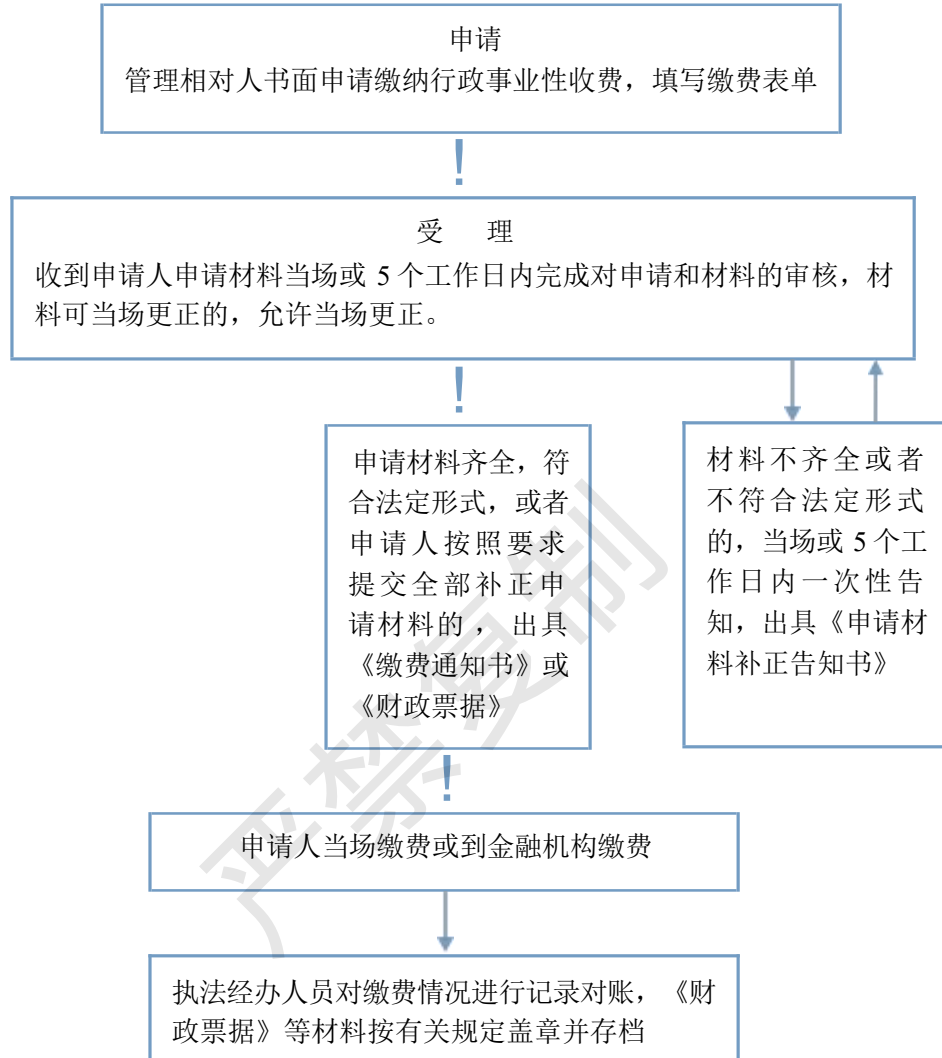 申请
管理相对人书面申请缴纳行政事业性收费，填写缴费表单
!
受 理
收到申请人申请材料当场或 5 个工作日内完成对申请和材料的审核，材
料可当场更正的，允许当场更正。
!
申请材料齐全，符
合法定形式，或者
申请人按照要求
提交全部补正申
请材料的，出具
《缴费通知书》或
《财政票据》
材料不齐全或者
不符合法定形式
的，当场或 5 个工
作日内一次性告
知，出具《申请材
料补正告知书》
!
申请人当场缴费或到金融机构缴费
执法经办人员对缴费情况进行记录对账，《财
政票据》等材料按有关规定盖章并存档
严禁复制